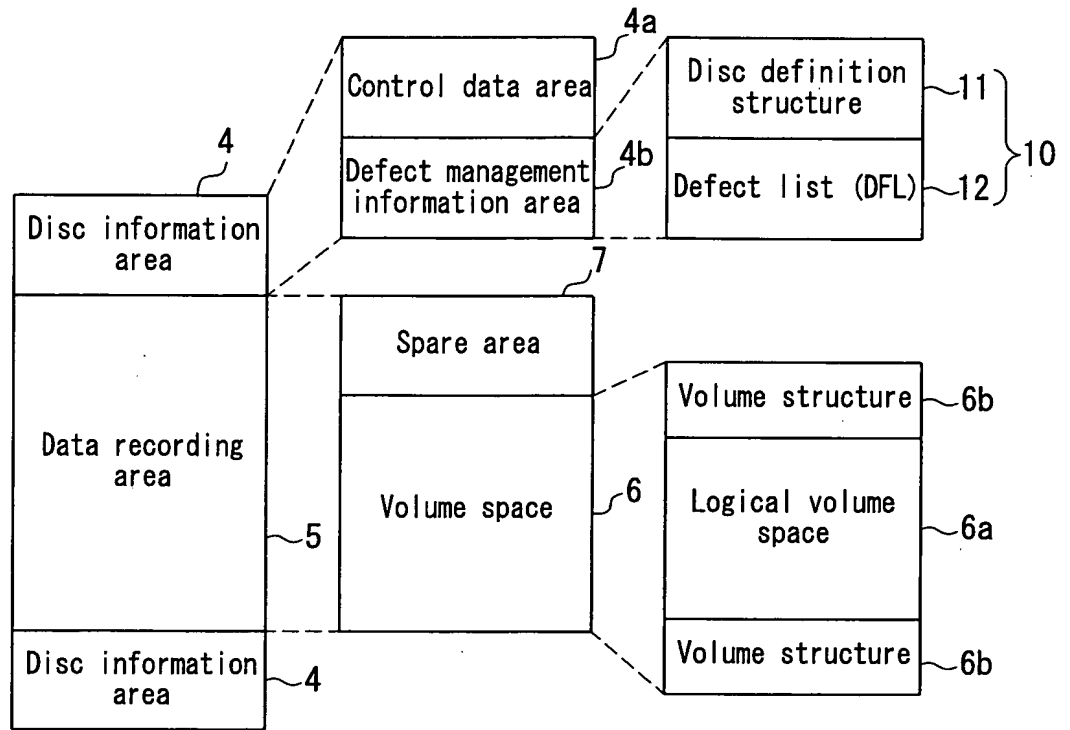 4
Disc information
area
Data recording
area
5
Disc information
area
4
4a
Control data area
4b
Defect management
information area
Disc definition
structure
11
Defect list (DFL)
12
10
7
Spare area
Volume space
6
Volume structure
6b
Logical volume
space
6a
Volume structure
6b